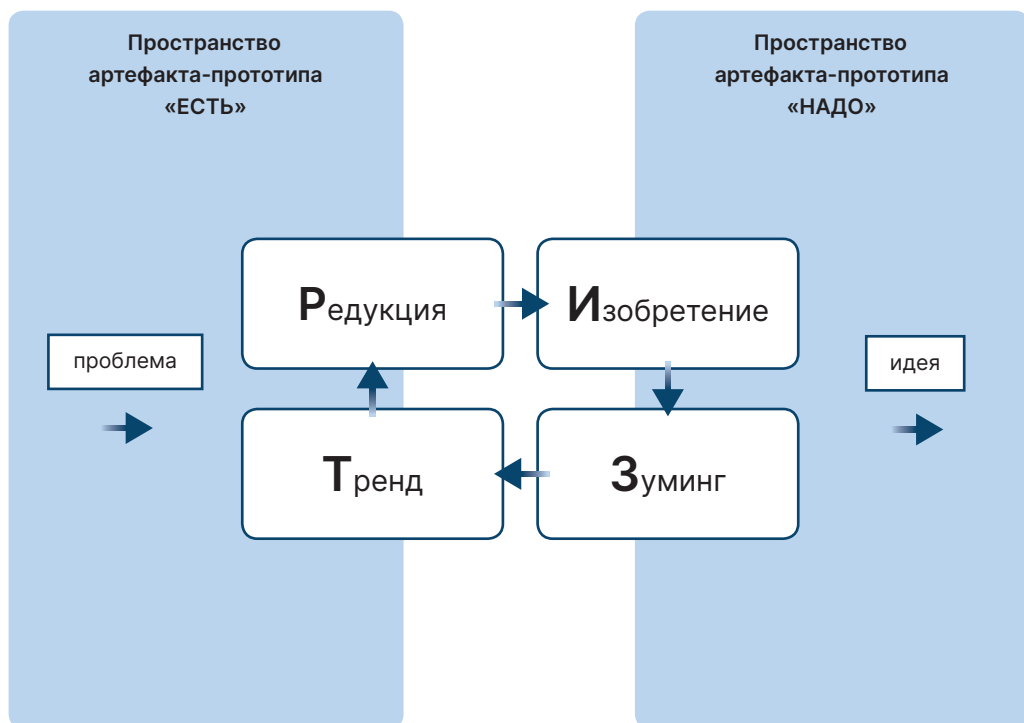 Пространство
артефакта-прототипа
«ЕСТЬ»
Пространство
артефакта-прототипа
«НАДО»
Редукция
Изобретение
проблема
идея
Тренд
Зуминг